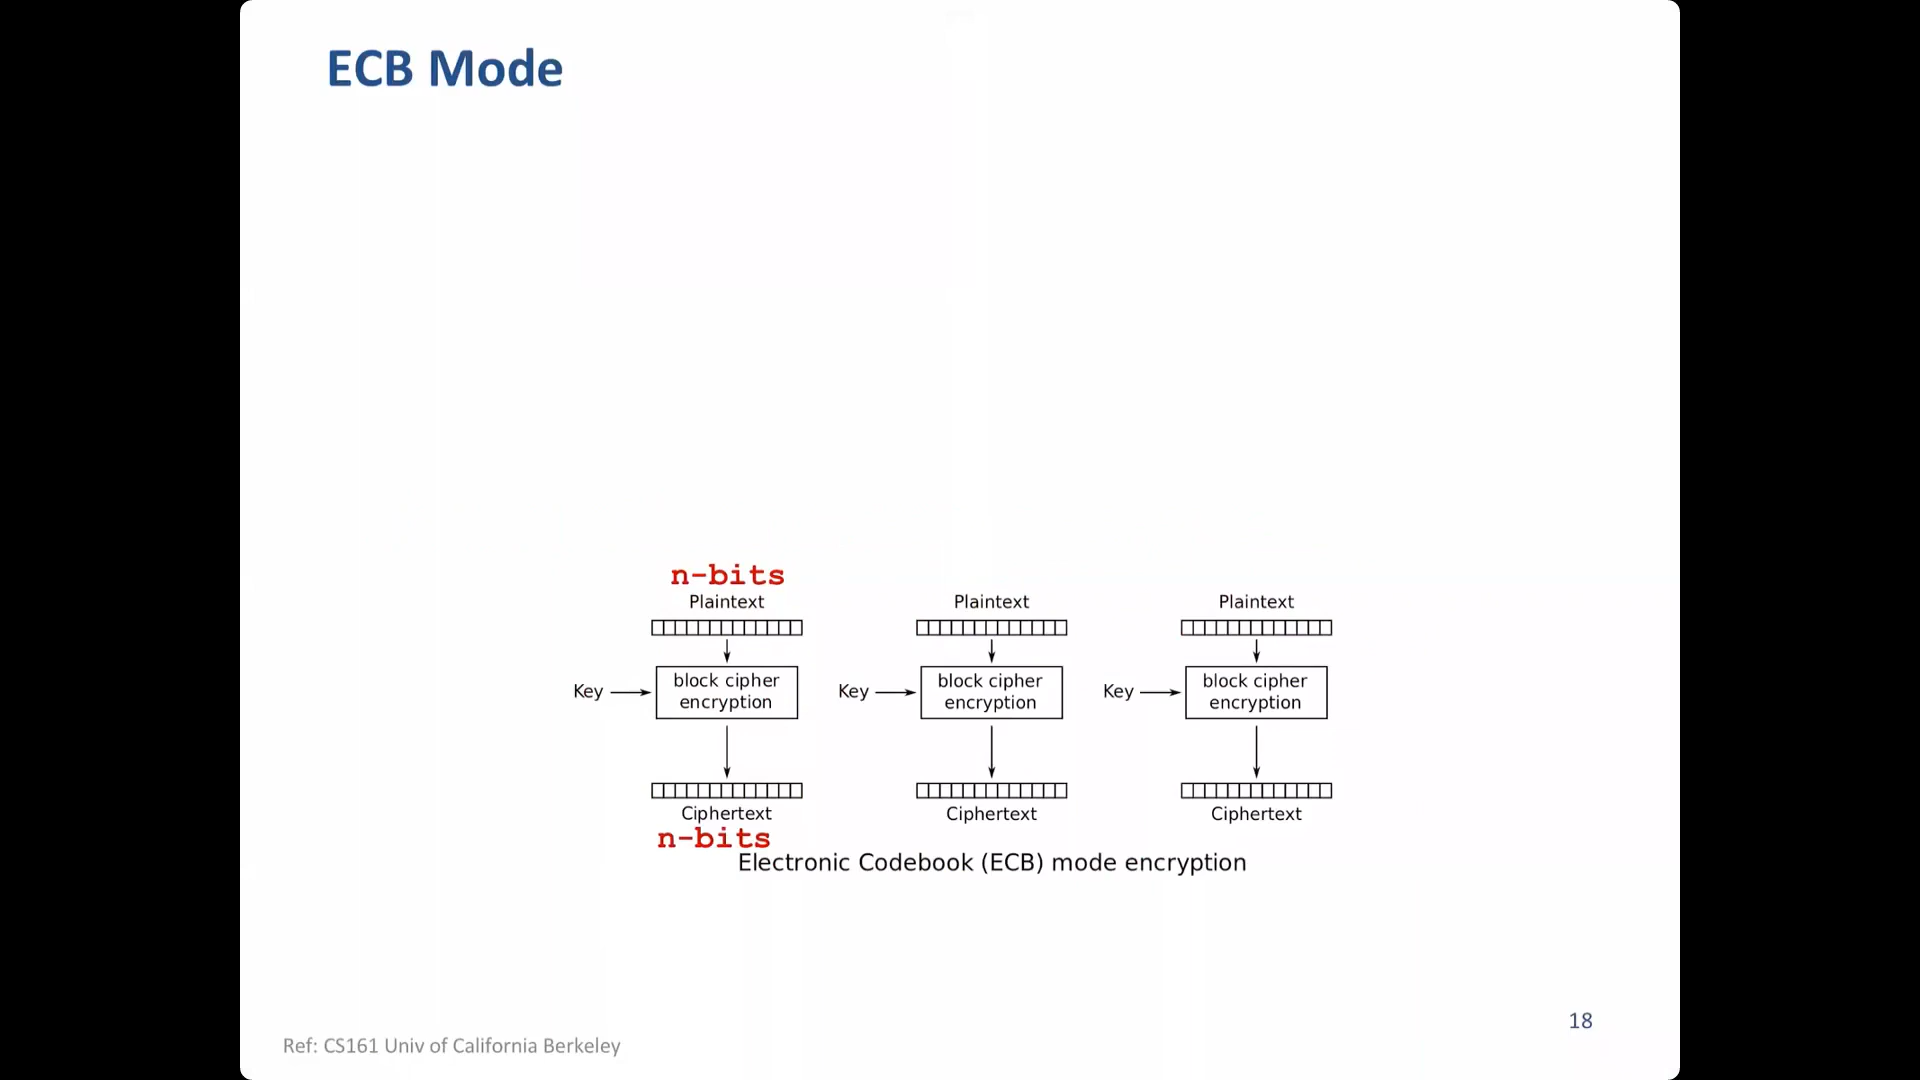 ECB Mode
n-bits
Plaintext Plaintext Plaintext
Key block cipher encryption Key block cipher encryption Key block cipher encryption
Ciphertext Ciphertext Ciphertext
n-bits
Electronic Codebook (ECB) mode encryption
18
Ref: CS161 Univ of California Berkeley